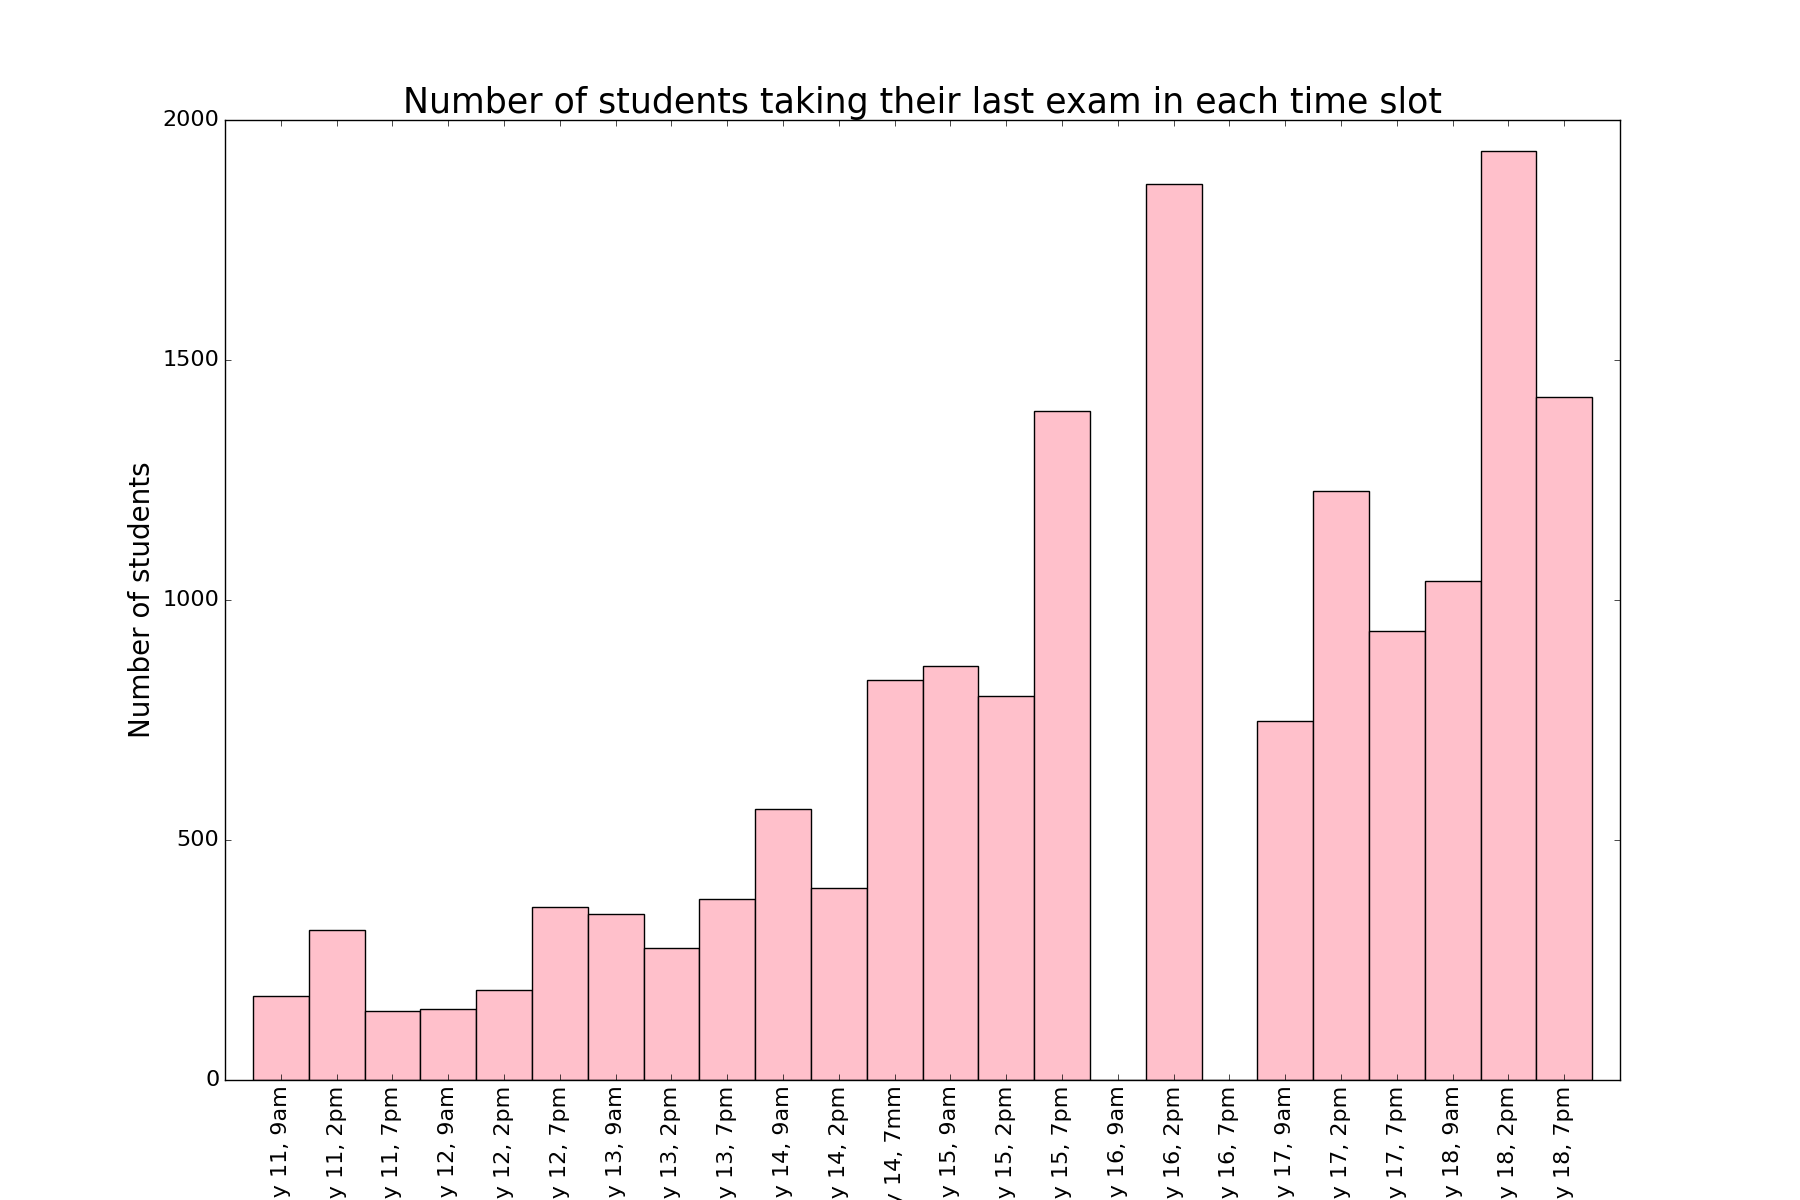 Number of students taking their last exam in each time slot
Number of students
2000
1500
1000
500
0
y 11, 9am
y 11, 2pm
y 11, 7pm
y 12, 9am
y 12, 2pm
y 12, 7pm
y 13, 9am
y 13, 2pm
y 13, 7pm
y 14, 9am
y 14, 2pm
y 14, 7mm
y 15, 9am
y 15, 2pm
y 15, 7pm
y 16, 9am
y 16, 2pm
y 16, 7pm
y 17, 9am
y 17, 2pm
y 17, 7pm
y 18, 9am
y 18, 2pm
y 18, 7pm